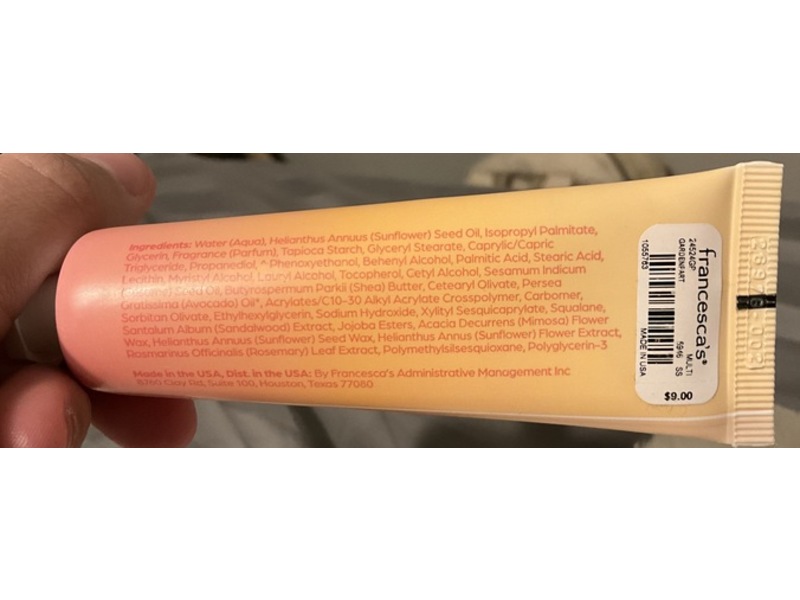 Ingredients: Water (Aqua), Helianthus Annuus (Sunflower) Seed Oil, Isopropyl Palmitate,
Glycerin, Fragrance (Parfum), Tapioca Starch, Glyceryl Stearate, Caprylic/Capric
Triglyceride, Propanediol, * Phenoxyethanol, Behenyl Alcohol, Palmitic Acid, Stearic Acid,
Lecithin, Myristyl Alcohol, Lauryl Alcohol, Tocopherol, Cetyl Alcohol, Sesamum Indicum
Seed Oil, Butyrospermum Parkii (Shea) Butter, Cetearyl Olivate, Persea
Gratissima (Avocado) Oil*, Acrylates/C10-30 Alkyl Acrylate Crosspolymer, Carbomer,
Sorbitan Olivate, Ethylhexylglycerin, Sodium Hydroxide, Xylityl Sesquicaprylate, Squalane,
Santalum Album (Sandalwood) Extract, Jojoba Esters, Acacia Decurrens (Mimosa) Flower
Wax, Helianthus Annuus (Sunflower) Seed Wax, Helianthus Annus (Sunflower) Flower Extract,
Rosmarinus Officinalis (Rosemary) Leaf Extract, Polymethylsilsesquioxane, Polyglycerin-3
Made in the USA, Dist. in the USA: By Francesca's Administrative Management Inc
8760 Clay Rd, Suite 100, Houston, Texas 77080
francesca's®
24524GP MULTI
GARDENPART 5946 SS
1055763 MADE IN USA
$9.00